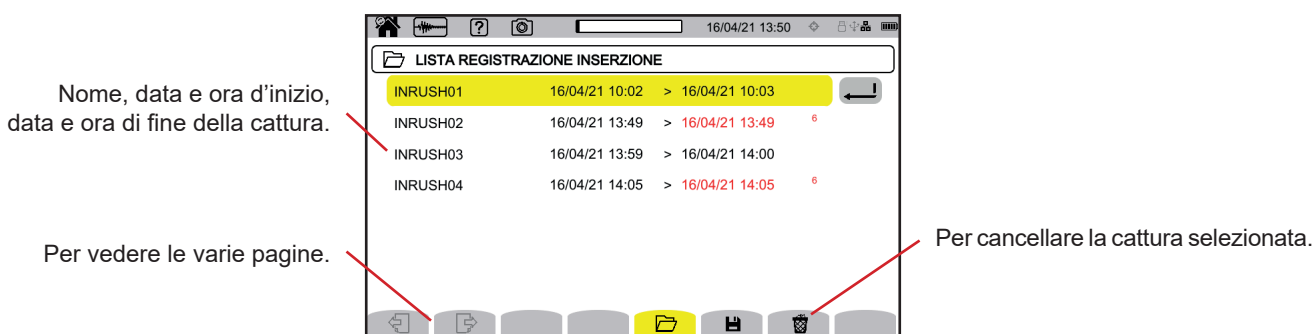 16/04/21 13:50
LISTA REGISTRAZIONE INSERZIONE
Nome, data e ora d'inizio,
data e ora di fine della cattura.
INRUSH01 16/04/21 10:02 > 16/04/21 10:03
INRUSH02 16/04/21 13:49 > 16/04/21 13:49 6
INRUSH03 16/04/21 13:59 > 16/04/21 14:00
INRUSH04 16/04/21 14:05 > 16/04/21 14:05 6
Per vedere le varie pagine.
Per cancellare la cattura selezionata.